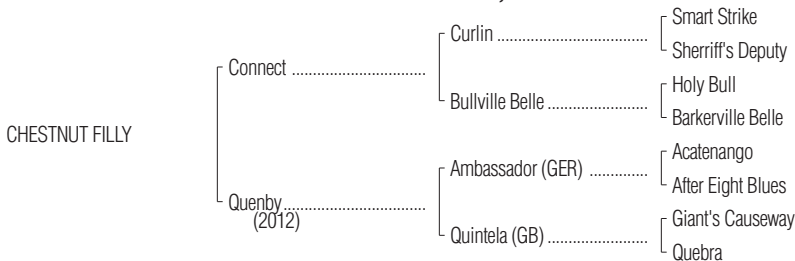 Smart Strike
Curlin
Sherriff's Deputy
Connect
Holy Bull
Bullville Belle
Barkerville Belle
CHESTNUT FILLY
Acatenango
Ambassador (GER)
After Eight Blues
Quenby
(2012)
Giant's Causeway
Quintela (GB)
Quebra